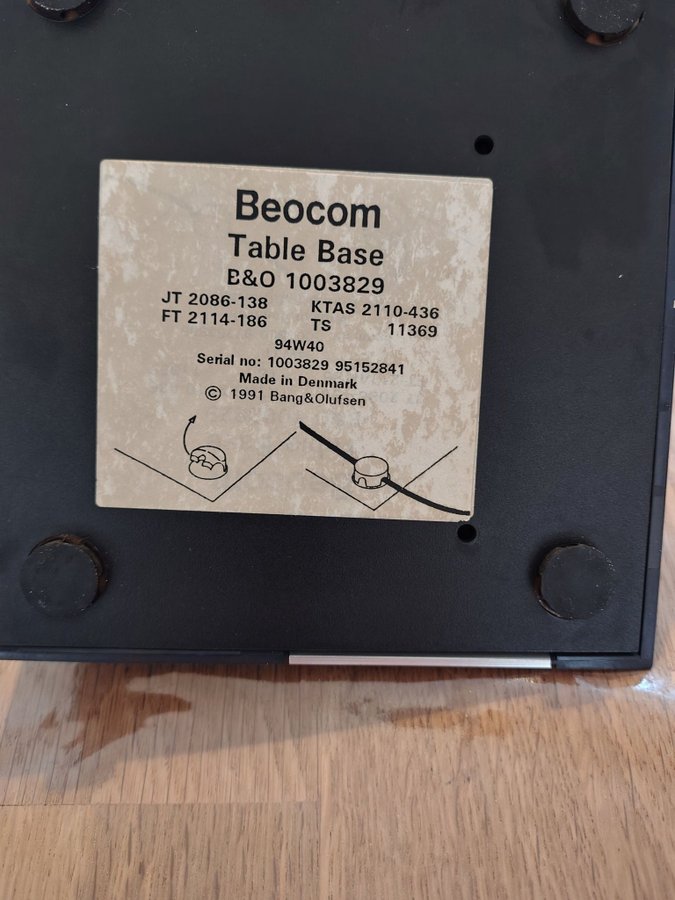 Beocom
Table Base
B&O 1003829
JT 2086-138 KTAS 2110-436
FT 2114-186 TS 11369
94W40
Serial no: 1003829 95152841
Made in Denmark
© 1991 Bang&Olufsen